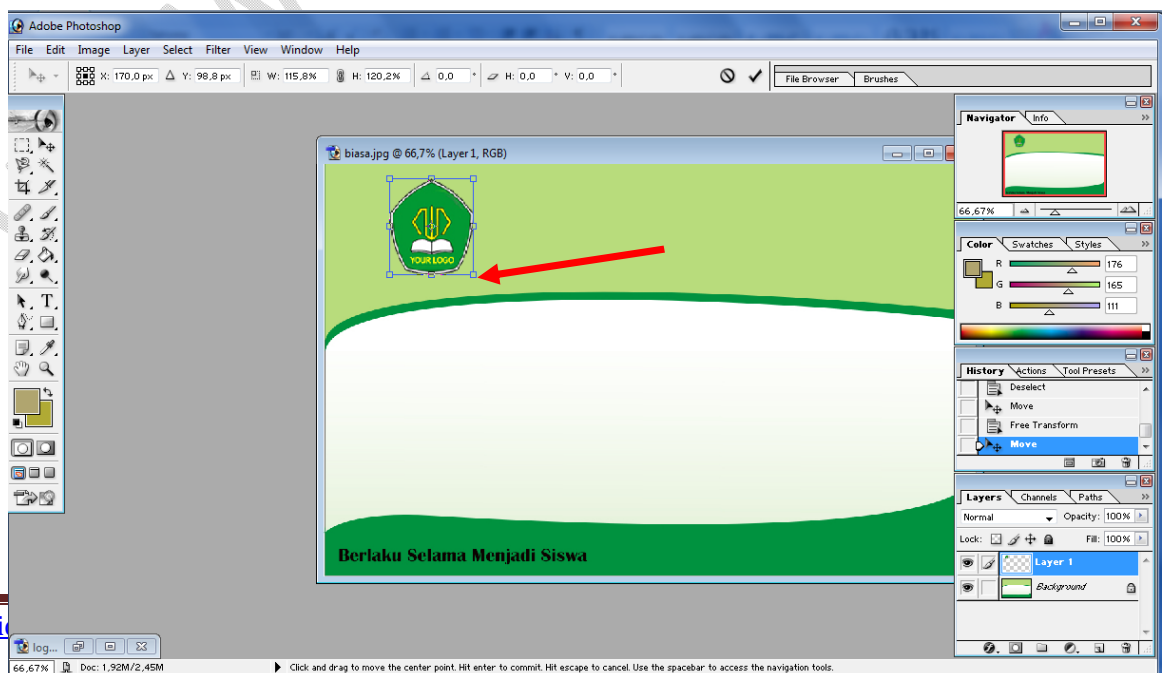 Adobe Photoshop
File Edit Image Layer Select Filter View Window Help
X: 170,0 px Y: 98,8 px W: 115,8% H: 120,2% 0,0 ° H: 0,0 ° V: 0,0 °
File Browser Brushes
Navigator Info
biasa.jpg @ 66,7% (Layer 1, RGB)
YOUR LOGO
66,67%
Color Swatches Styles
R 176
G 165
B 111
History Actions Tool Presets
Deselect
Move
Free Transform
Move
Layers Channels Paths
Normal Opacity: 100%
Lock: Fill: 100%
Layer 1
Background
Berlaku Selama Menjadi Siswa
log...
66,67% Doc: 1,92M/2,45M Click and drag to move the center point. Hit enter to commit. Hit escape to cancel. Use the spacebar to access the navigation tools.